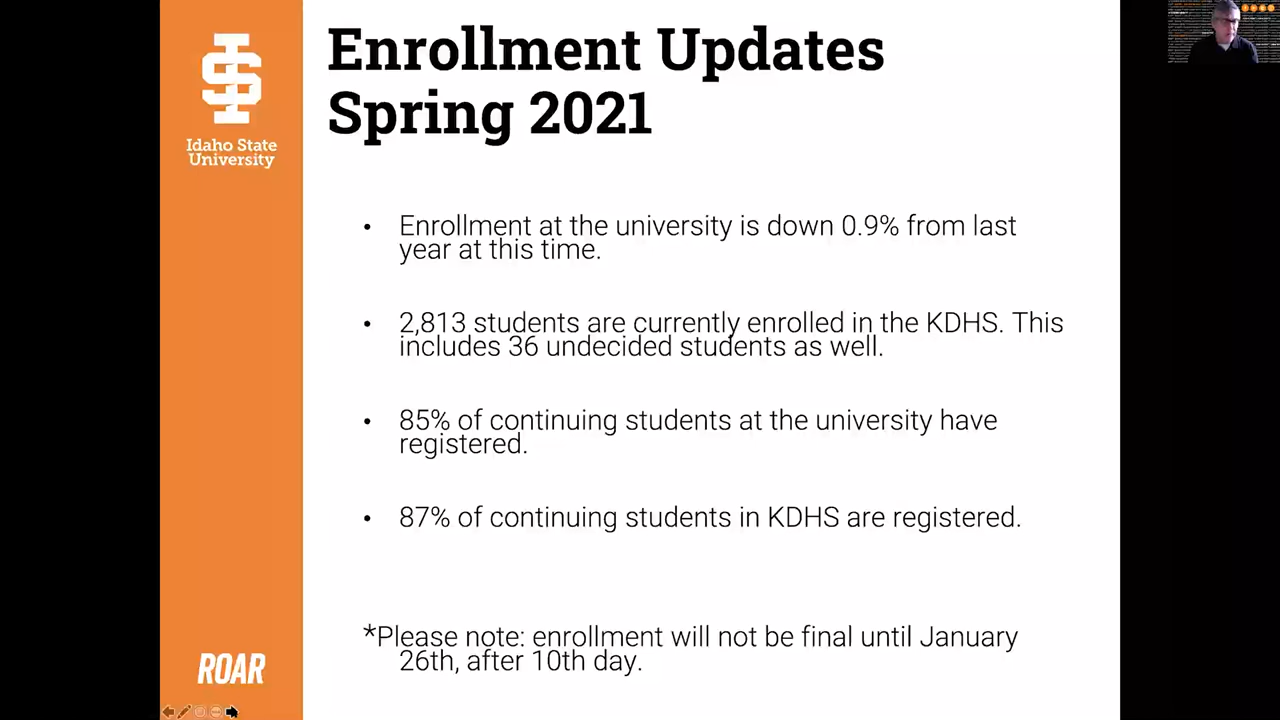 Enrollment Updates
Spring 2021
Idaho State
University
• Enrollment at the university is down 0.9% from last
year at this time.
• 2,813 students are currently enrolled in the KDHS. This
includes 36 undecided students as well.
• 85% of continuing students at the university have
registered.
• 87% of continuing students in KDHS are registered.
*Please note: enrollment will not be final until January
26th, after 10th day.
ROAR